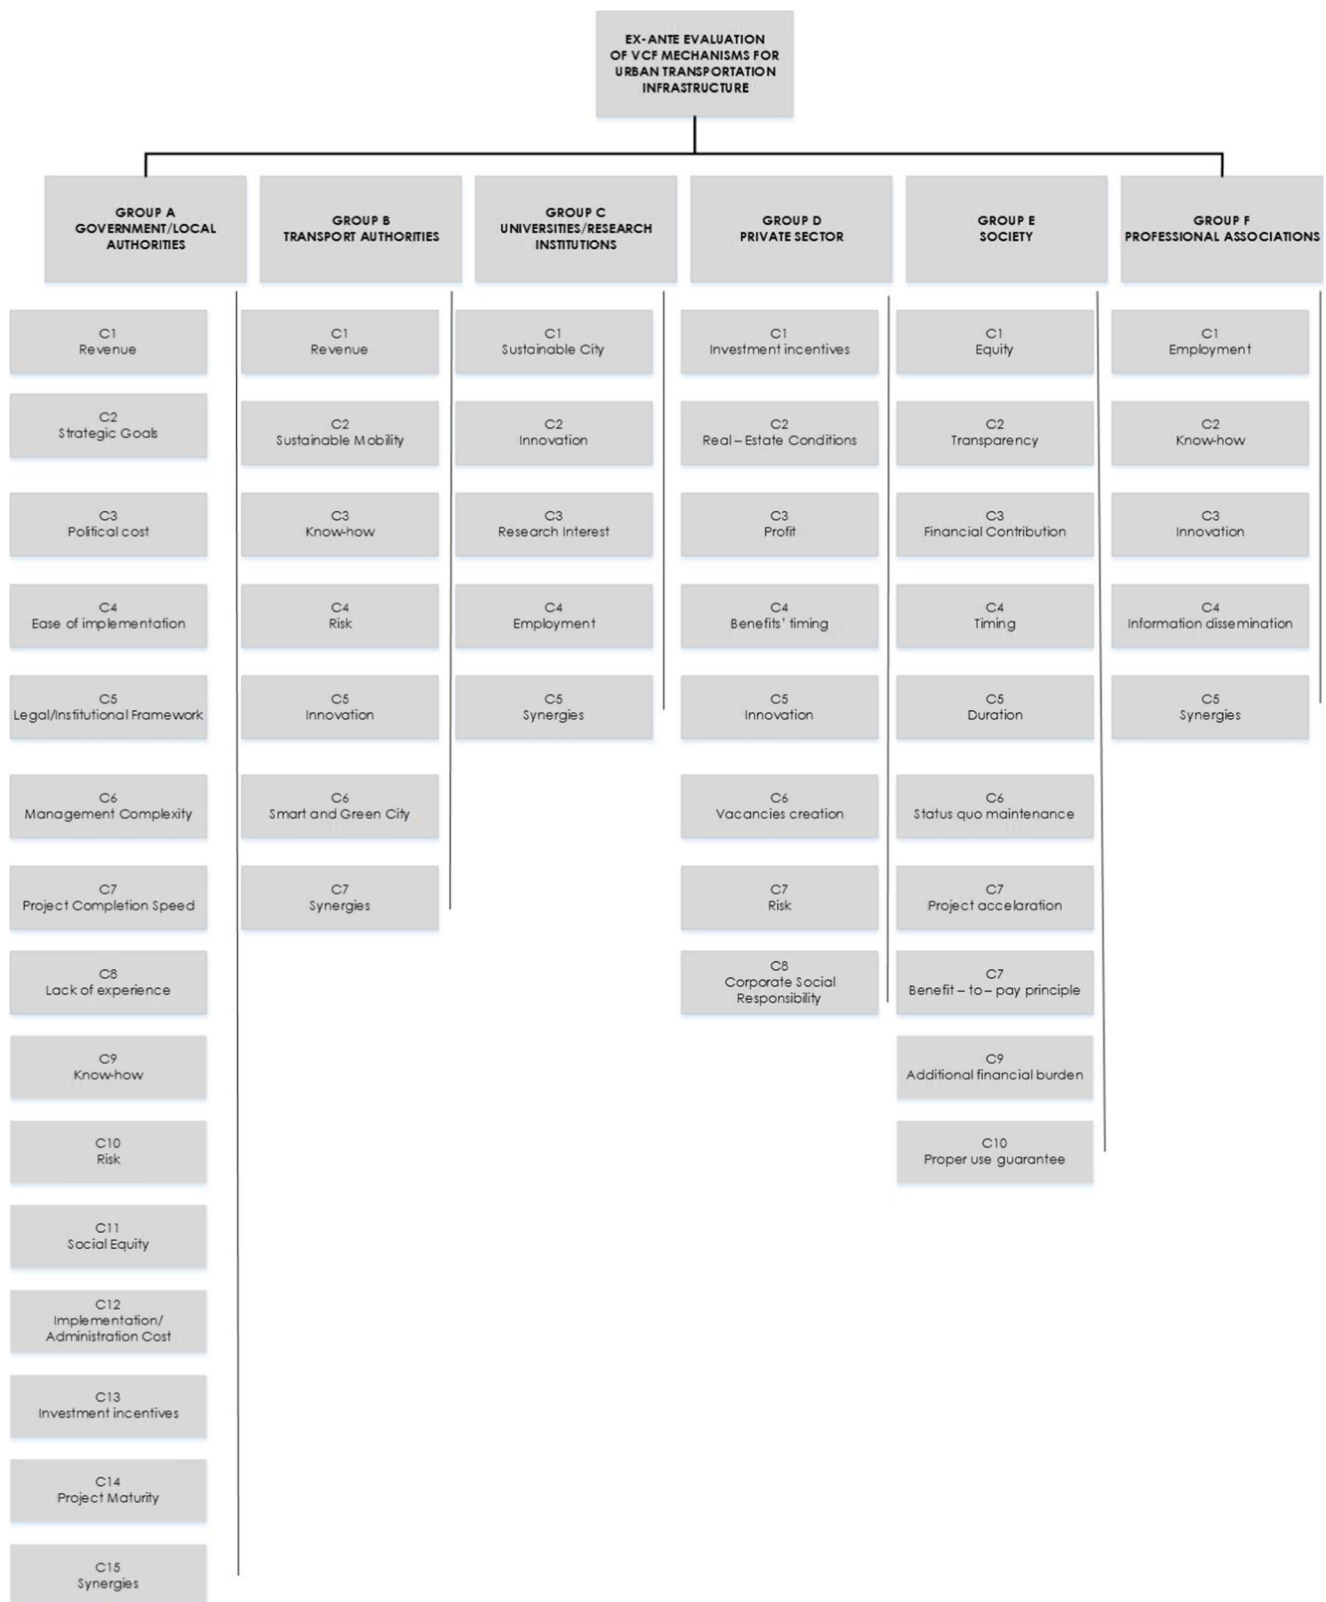 EX-ANTE EVALUATION
OF VCF MECHANISMS FOR
URBAN TRANSPORTATION
INFRASTRUCTURE
GROUP A
GOVERNMENT/LOCAL
AUTHORITIES
C1
Revenue
C2
Strategic Goals
C3
Political cost
C4
Ease of implementation
C5
Legal/Institutional Framework
C6
Management Complexity
C7
Project Completion Speed
C8
Lack of experience
C9
Know-how
C10
Risk
C11
Social Equity
C12
Implementation/
Administration Cost
C13
Investment incentives
C14
Project Maturity
C15
Synergies
GROUP B
TRANSPORT AUTHORITIES
C1
Revenue
C2
Sustainable Mobility
C3
Know-how
C4
Risk
C5
Innovation
C6
Smart and Green City
C7
Synergies
GROUP C
UNIVERSITIES/RESEARCH
INSTITUTIONS
C1
Sustainable City
C2
Innovation
C3
Research Interest
C4
Employment
C5
Synergies
GROUP D
PRIVATE SECTOR
C1
Investment incentives
C2
Real – Estate Conditions
C3
Profit
C4
Benefits’ timing
C5
Innovation
C6
Vacancies creation
C7
Risk
C8
Corporate Social
Responsibility
GROUP E
SOCIETY
C1
Equity
C2
Transparency
C3
Financial Contribution
C4
Timing
C5
Duration
C6
Status quo maintenance
C7
Project accelaration
C7
Benefit – to – pay principle
C9
Additional financial burden
C10
Proper use guarantee
GROUP F
PROFESSIONAL ASSOCIATIONS
C1
Employment
C2
Know-how
C3
Innovation
C4
Information dissemination
C5
Synergies